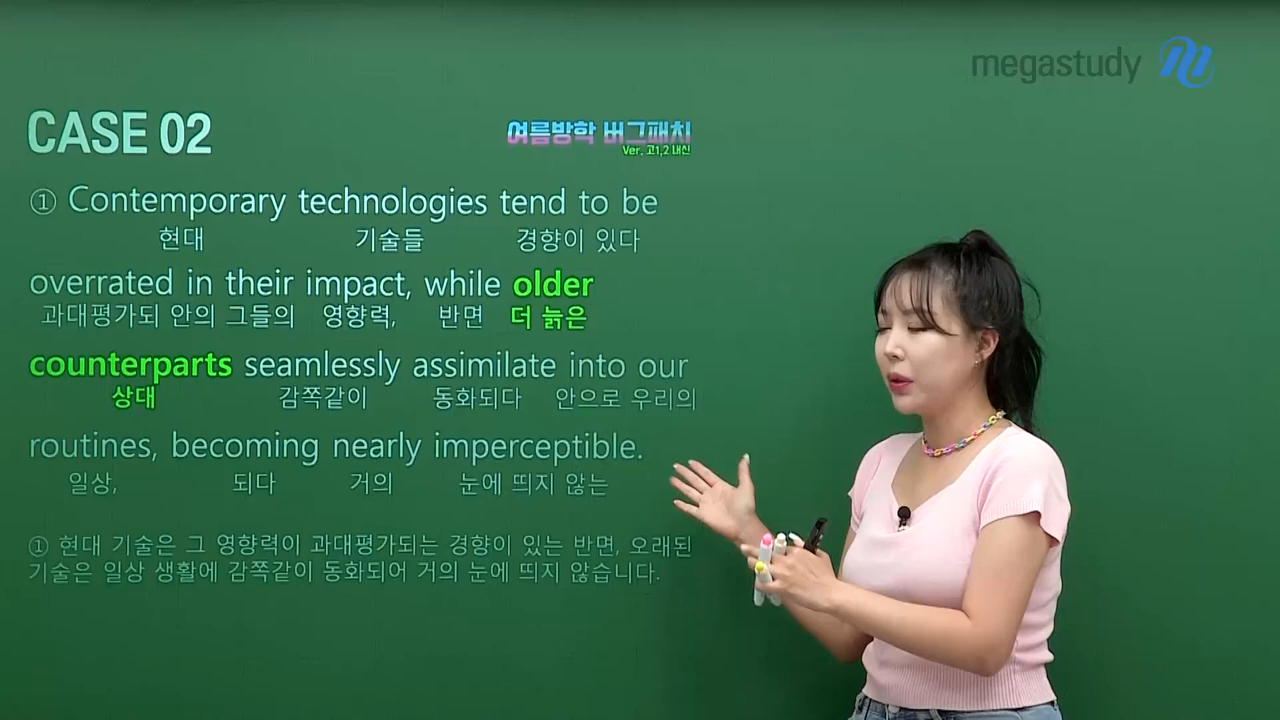 megastudy
CASE 02
여름방학 버그패치
Ver. 고1,2 내신
① Contemporary technologies tend to be
현대 기술들 경향이 있다
overrated in their impact, while older
과대평가되 안의 그들의 영향력, 반면 더 늙은
counterparts seamlessly assimilate into our
상대 감쪽같이 동화되다 안으로 우리의
routines, becoming nearly imperceptible.
일상, 되다 거의 눈에 띄지 않는
① 현대 기술은 그 영향력이 과대평가되는 경향이 있는 반면, 오래된
기술은 일상 생활에 감쪽같이 동화되어 거의 눈에 띄지 않습니다.